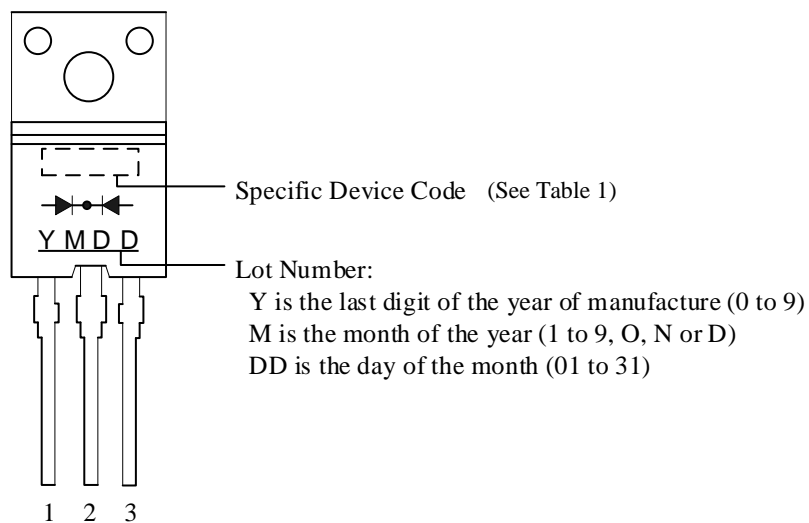 Specific Device Code (See Table 1)
Y M D D
Lot Number:
Y is the last digit of the year of manufacture (0 to 9)
M is the month of the year (1 to 9, O, N or D)
DD is the day of the month (01 to 31)
1 2 3